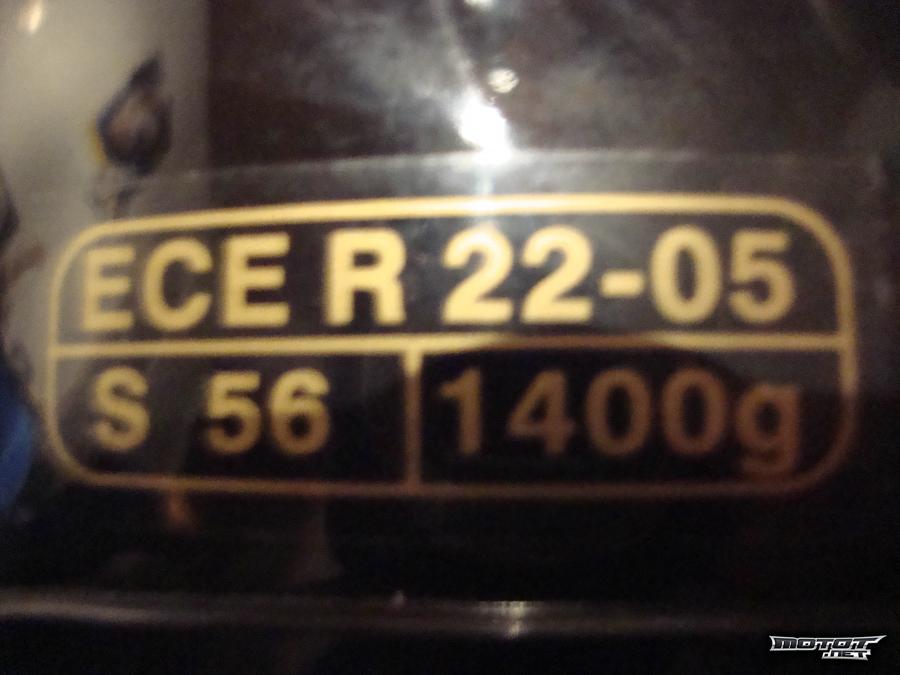 ECE R 22-05
S 56 1400g
MOTOT
.NET